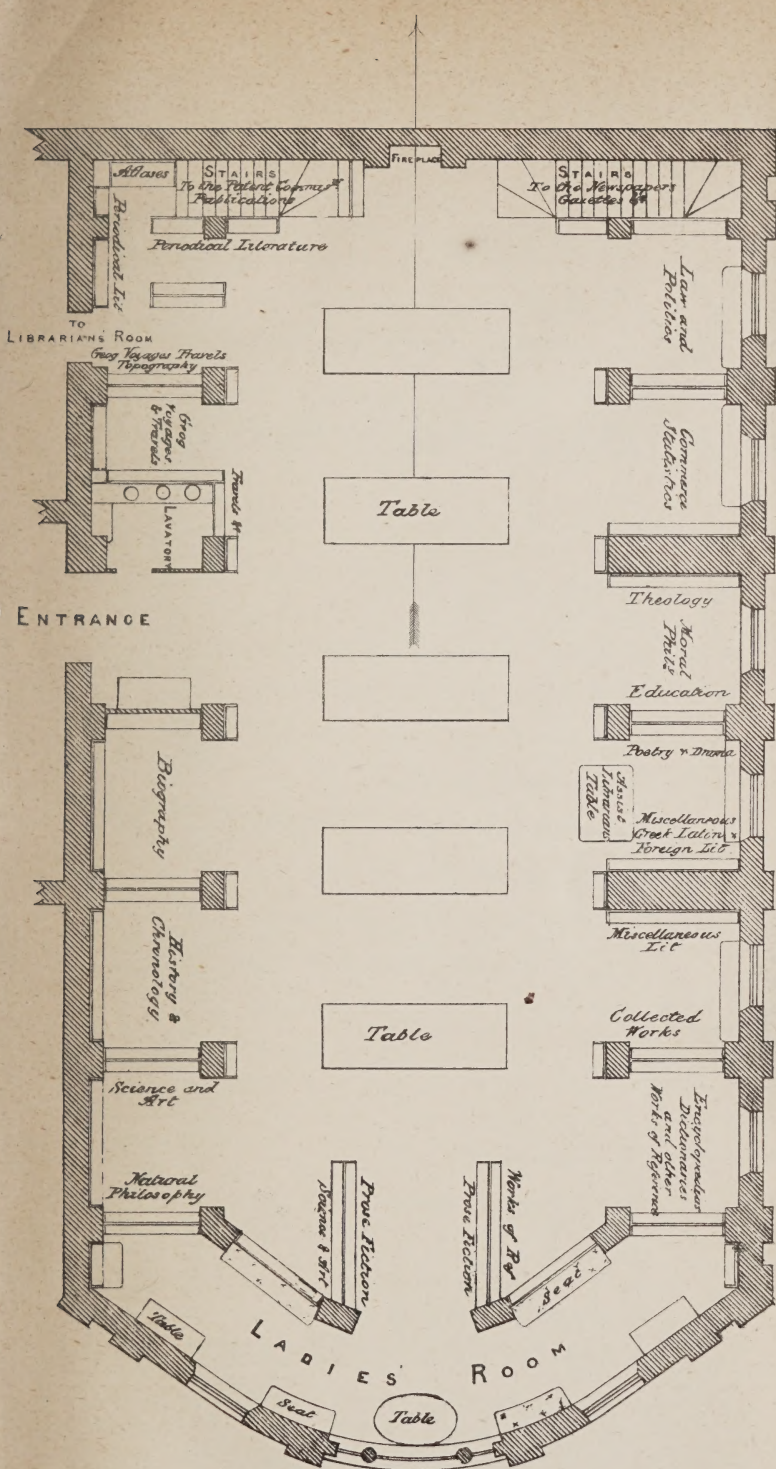 FIREPLACE
Atlases
STAIRS
To the Patent Commrs
Publications
STAIRS
To the Newspapers
Gazettes &c
Periodical Lit
Periodical Literature
Law and
Politics
TO
LIBRARIANS ROOM
Geog Voyages Travels
Topography
Geog
Voyages
& Travels
Commerce
Statistics
Travels &c
Table
LAVATORY
ENTRANCE
Theology
Moral
Phils
Education
Poetry & Drama
Assist
Librarians
Table
Miscellaneous
Greek Latin &
Foreign Lit
Biography
Miscellaneous
Lit
History &
Chronology.
Collected
Works
Table
Science and
Art
Encyclopedias
Dictionaries
and other
Works of Reference
Natural
Philosophy
Prose Fiction
Science & Art
Works of Ref
Prose Fiction
Seat
Table
LADIES' ROOM
Seat
Table